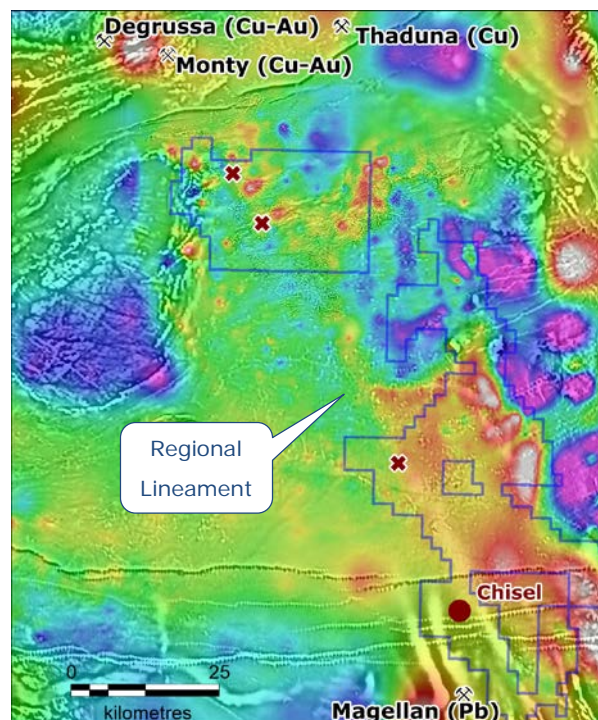 Degrussa (Cu-Au)
Thaduna (Cu)
Monty (Cu-Au)
Regional
Lineament
Chisel
0 25
kilometres
Magellan (Pb)